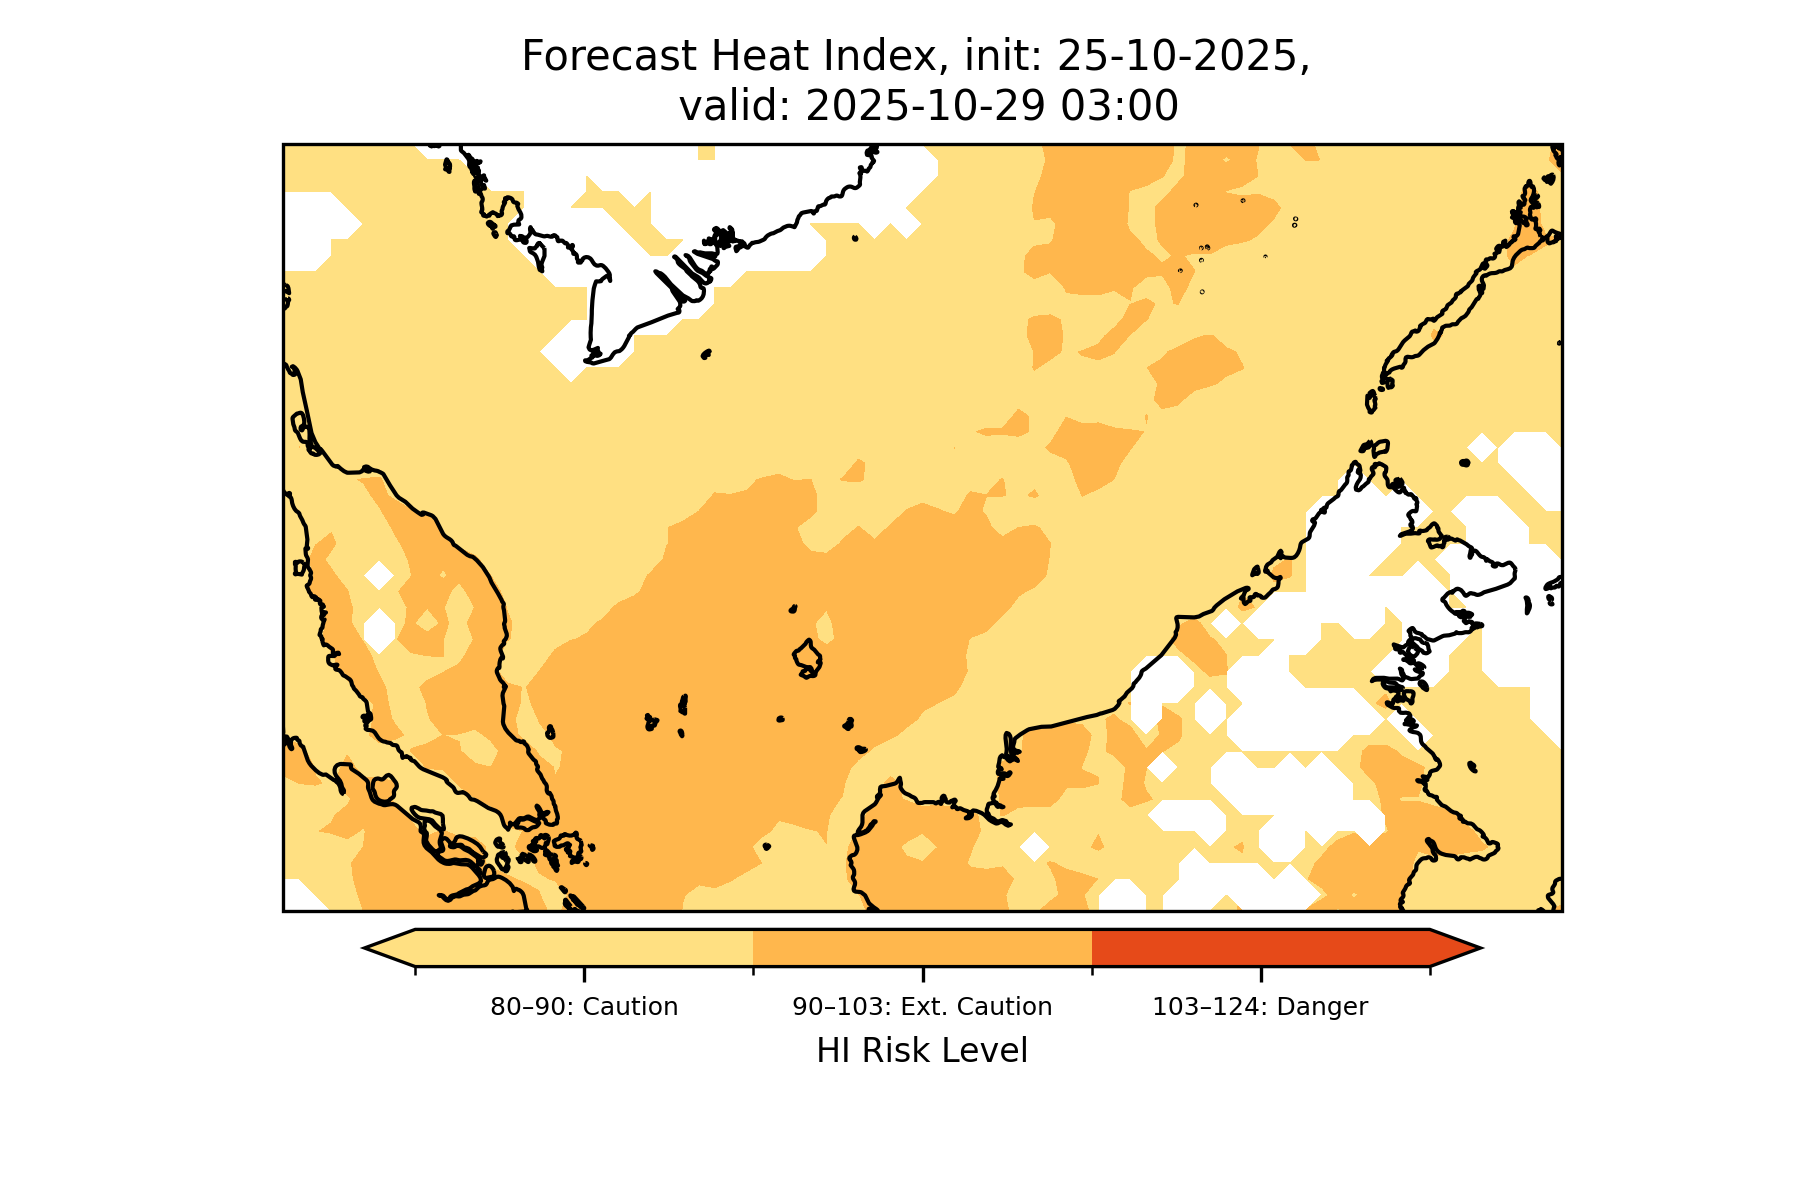 Forecast Heat Index, init: 25-10-2025,
valid: 2025-10-29 03:00
80–90: Caution
90–103: Ext. Caution
103–124: Danger
HI Risk Level